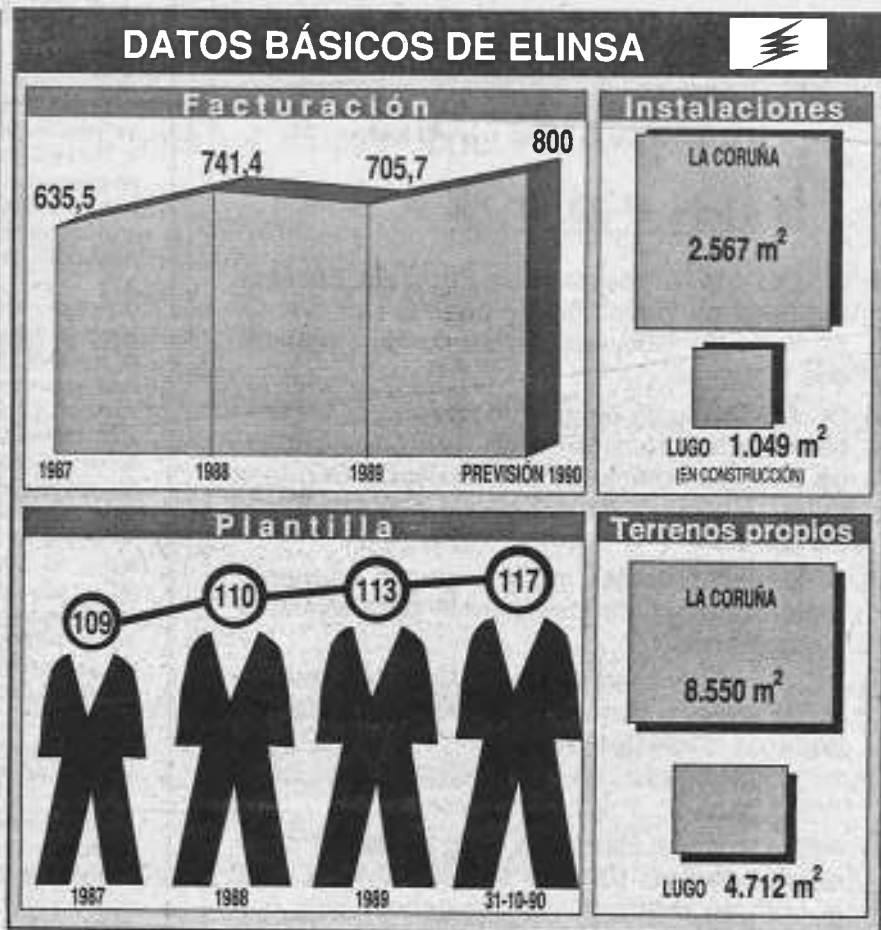 DATOS BÁSICOS DE ELINSA
Facturación
635,5
741,4
705,7
800
1987
1988
1989
PREVISIÓN 1990
Instalaciones
LA CORUÑA
2.567 m²
LUGO 1.049 m²
(EN CONSTRUCCIÓN)
Plantilla
109
110
113
117
1987
1988
1989
31-10-90
Terrenos propios
LA CORUÑA
8.550 m²
LUGO 4.712 m²